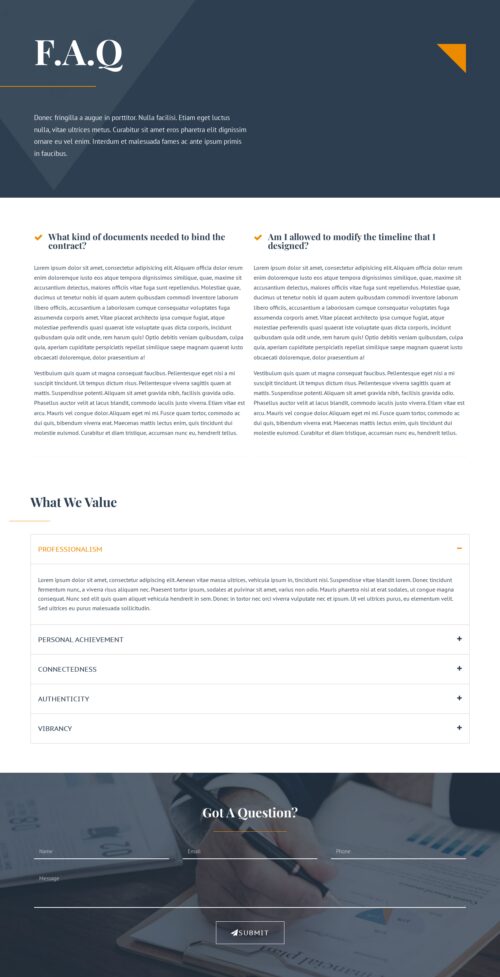 F.A.Q
Donec fringilla a augue in porttitor. Nulla facilisi. Etiam eget luctus
nulla, vitae ultrices metus. Curabitur sit amet eros pharetra elit dignissim
ornare eu vel enim. Interdum et malesuada fames ac ante ipsum primis
in faucibus.
What kind of documents needed to bind the
contract?
Lorem ipsum dolor sit amet, consectetur adipisicing elit. Aliquam officia dolor rerum
enim doloremque iusto eos atque tempora dignissimos similique, quae, maxime sit
accusantium delectus, maiores officiis vitae fuga sunt repellendus. Molestiae quae,
ducimus ut tenetur nobis id quam autem quibusdam commodi inventore laborum
libero officiis, accusantium a laboriosam cumque consequatur voluptates fuga
assumenda corporis amet. Vitae placeat architecto ipsa cumque fugiat, atque
molestiae perferendis quasi quaerat iste voluptate quas dicta corporis, incidunt
quibusdam quia odit unde, rem harum quis! Optio debitis veniam quibusdam, culpa
quia, aperiam cupiditate perspiciatis repellat similique saepe magnam quaerat iusto
obcaecati doloremque, dolor praesentium a!
Vestibulum quis quam ut magna consequat faucibus. Pellentesque eget nisi a mi
suscipit tincidunt. Ut tempus dictum risus. Pellentesque viverra sagittis quam at
mattis. Suspendisse potenti. Aliquam sit amet gravida nibh, facilisis gravida odio.
Phasellus auctor velit at lacus blandit, commodo iaculis justo viverra. Etiam vitae est
arcu. Mauris vel congue dolor. Aliquam eget mi mi. Fusce quam tortor, commodo ac
dui quis, bibendum viverra erat. Maecenas mattis lectus enim, quis tincidunt dui
molestie euismod. Curabitur et diam tristique, accumsan nunc eu, hendrerit tellus.
Am I allowed to modify the timeline that I
designed?
Lorem ipsum dolor sit amet, consectetur adipisicing elit. Aliquam officia dolor rerum
enim doloremque iusto eos atque tempora dignissimos similique, quae, maxime sit
accusantium delectus, maiores officiis vitae fuga sunt repellendus. Molestiae quae,
ducimus ut tenetur nobis id quam autem quibusdam commodi inventore laborum
libero officiis, accusantium a laboriosam cumque consequatur voluptates fuga
assumenda corporis amet. Vitae placeat architecto ipsa cumque fugiat, atque
molestiae perferendis quasi quaerat iste voluptate quas dicta corporis, incidunt
quibusdam quia odit unde, rem harum quis! Optio debitis veniam quibusdam, culpa
quia, aperiam cupiditate perspiciatis repellat similique saepe magnam quaerat iusto
obcaecati doloremque, dolor praesentium a!
Vestibulum quis quam ut magna consequat faucibus. Pellentesque eget nisi a mi
suscipit tincidunt. Ut tempus dictum risus. Pellentesque viverra sagittis quam at
mattis. Suspendisse potenti. Aliquam sit amet gravida nibh, facilisis gravida odio.
Phasellus auctor velit at lacus blandit, commodo iaculis justo viverra. Etiam vitae est
arcu. Mauris vel congue dolor. Aliquam eget mi mi. Fusce quam tortor, commodo ac
dui quis, bibendum viverra erat. Maecenas mattis lectus enim, quis tincidunt dui
molestie euismod. Curabitur et diam tristique, accumsan nunc eu, hendrerit tellus.
What We Value
PROFESSIONALISM
Lorem ipsum dolor sit amet, consectetur adipiscing elit. Aenean vitae massa ultrices, vehicula ipsum in, tincidunt nisl. Suspendisse vitae blandit lorem. Donec tincidunt
fermentum nunc, a viverra risus aliquam nec. Praesent tortor ipsum, sodales at pulvinar sit amet, varius non odio. Mauris pharetra nisi at erat sodales, ut congue magna
consequat. Nunc sed elit quis quam aliquet vehicula hendrerit in sem. Donec in tortor nec orci viverra vulputate nec et ipsum. Ut vel ultrices purus, eu elementum velit.
Sed ultrices eu purus malesuada sollicitudin.
PERSONAL ACHIEVEMENT
CONNECTEDNESS
AUTHENTICITY
VIBRANCY
Got A Question?
Name
Email
Phone
Message
SUBMIT